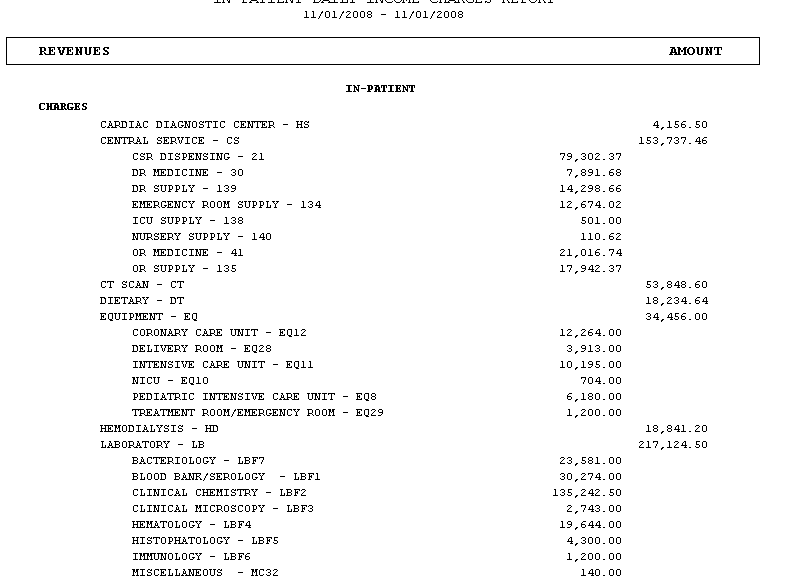 IN-PATIENT DAILY INCOME CHARGES REPORT
11/01/2008 - 11/01/2008
REVENUES AMOUNT
IN-PATIENT
CHARGES
CARDIAC DIAGNOSTIC CENTER - HS 4,156.50
CENTRAL SERVICE - CS 153,737.46
CSR DISPENSING - 21 79,302.37
DR MEDICINE - 30 7,891.68
DR SUPPLY - 139 14,298.66
EMERGENCY ROOM SUPPLY - 134 12,674.02
ICU SUPPLY - 138 501.00
NURSERY SUPPLY - 140 110.62
OR MEDICINE - 41 21,016.74
OR SUPPLY - 135 17,942.37
CT SCAN - CT 53,848.60
DIETARY - DT 18,234.64
EQUIPMENT - EQ 34,456.00
CORONARY CARE UNIT - EQ12 12,264.00
DELIVERY ROOM - EQ28 3,913.00
INTENSIVE CARE UNIT - EQ11 10,195.00
NICU - EQ10 704.00
PEDIATRIC INTENSIVE CARE UNIT - EQ8 6,180.00
TREATMENT ROOM/EMERGENCY ROOM - EQ29 1,200.00
HEMODIALYSIS - HD 18,841.20
LABORATORY - LB 217,124.50
BACTERIOLOGY - LBF7 23,581.00
BLOOD BANK/SEROLOGY - LBF1 30,274.00
CLINICAL CHEMISTRY - LBF2 135,242.50
CLINICAL MICROSCOPY - LBF3 2,743.00
HEMATOLOGY - LBF4 19,644.00
HISTOPHATOLOGY - LBF5 4,300.00
IMMUNOLOGY - LBF6 1,200.00
MISCELLANEOUS - MC32 140.00